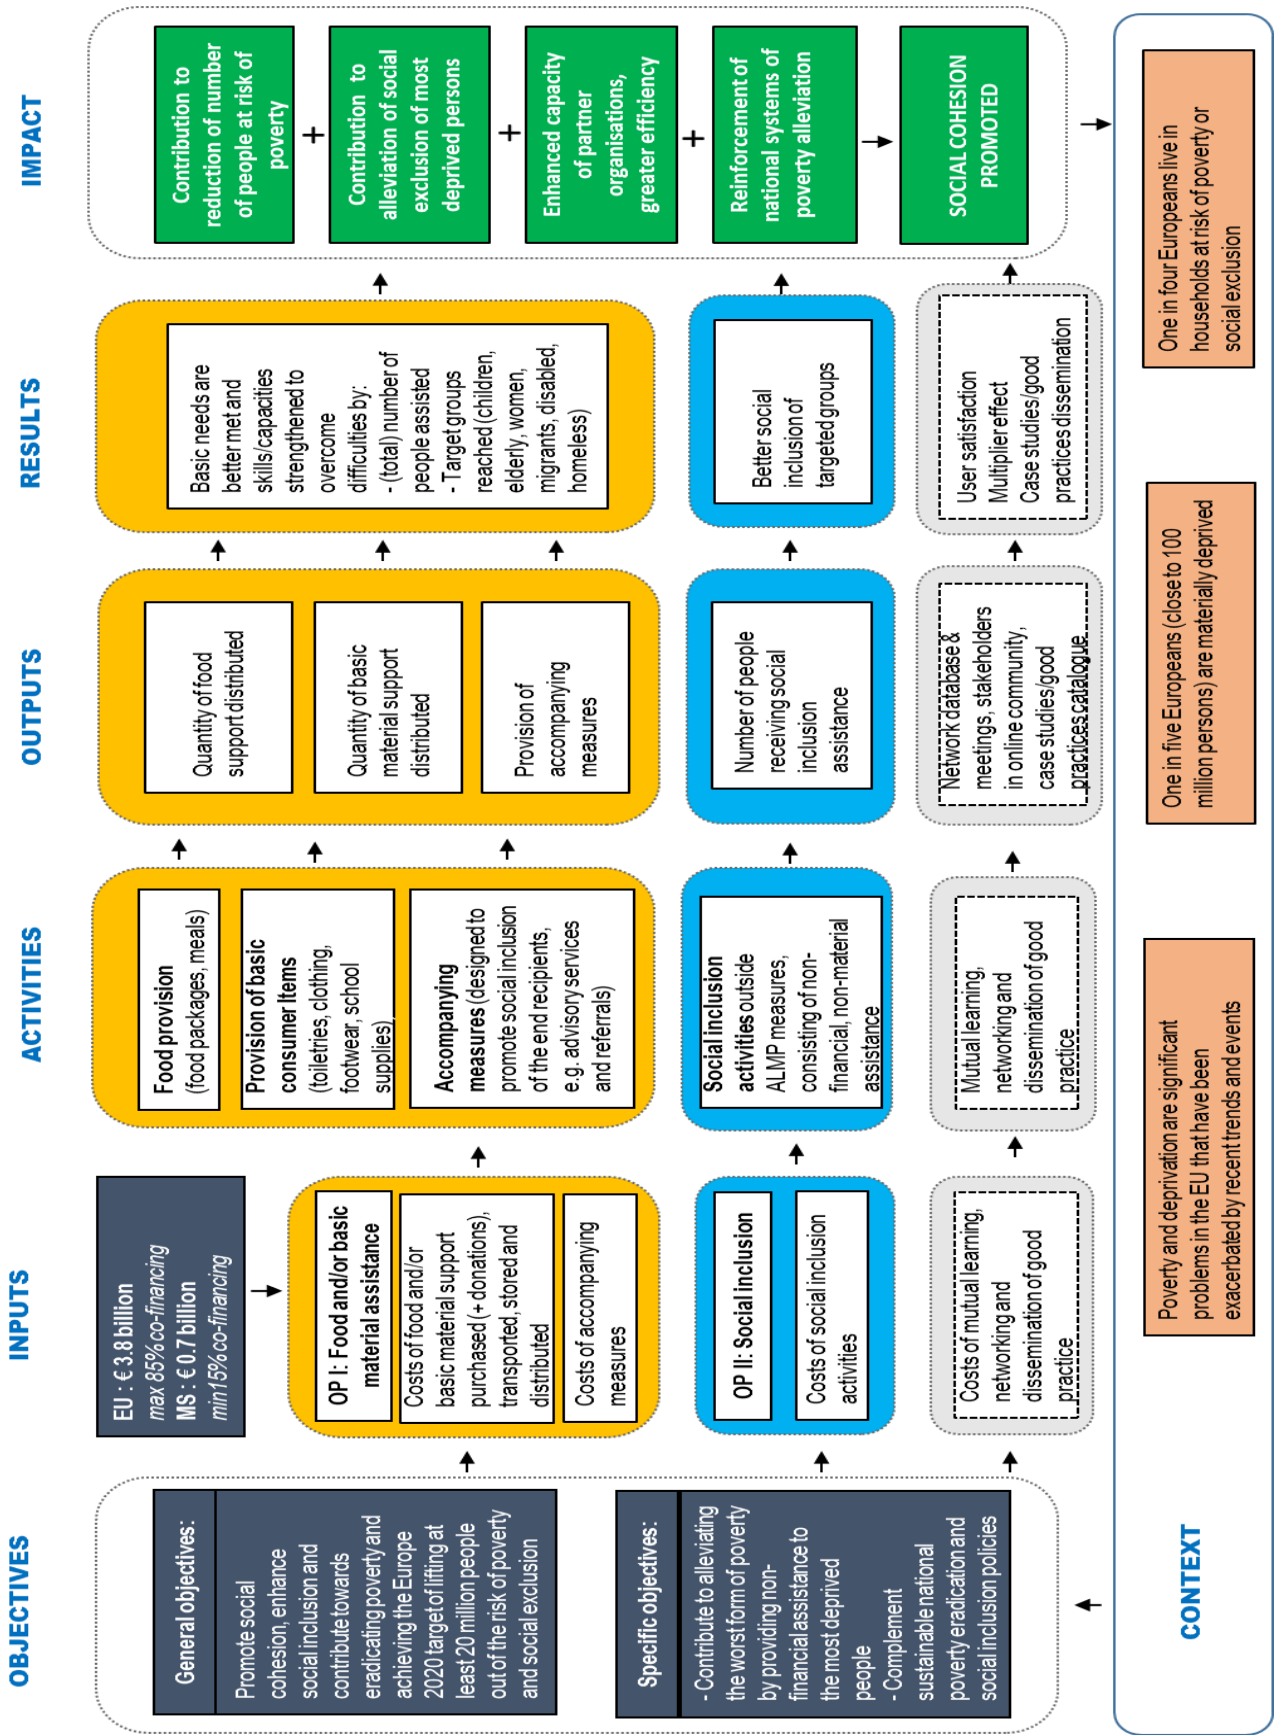 OBJECTIVES
INPUTS
ACTIVITIES
OUTPUTS
RESULTS
IMPACT
General objectives:
Promote social
cohesion, enhance
social inclusion and
contribute towards
eradicating poverty and
achieving the Europe
2020 target of lifting at
least 20 million people
out of the risk of poverty
and social exclusion
Specific objectives:
- Contribute to alleviating
the worst form of poverty
by providing non-
financial assistance to
the most deprived
people
- Complement
sustainable national
poverty eradication and
social inclusion policies
EU : € 3.8 billion
max 85% co-financing
MS : € 0.7 billion
min15% co-financing
OP I: Food and/or basic
material assistance
Costs of food and/or
basic material support
purchased (+ donations),
transported, stored and
distributed
Costs of accompanying
measures
OP II: Social inclusion
Costs of social inclusion
activities
Costs of mutual learning,
networking and
dissemination of good
practice
Food provision
(food packages, meals)
Provision of basic
consumer items
(toiletries, clothing,
footwear, school
supplies)
Accompanying
measures (designed to
promote social inclusion
of the end recipients,
e.g. advisory services
and referrals)
Social inclusion
activities outside
ALMP measures,
consisting of non-
financial, non-material
assistance
Mutual learning,
networking and
dissemination of good
practice
Quantity of food
support distributed
Quantity of basic
material support
distributed
Provision of
accompanying
measures
Number of people
receiving social
inclusion
assistance
Network database &
meetings, stakeholders
in online community,
case studies/good
practices catalogue
Basic needs are
better met and
skills/capacities
strengthened to
overcome
difficulties by:
- (total) number of
people assisted
- Target groups
reached (children,
elderly, women,
migrants, disabled,
homeless)
Better social
inclusion of
targeted groups
User satisfaction
Multiplier effect
Case studies/good
practices dissemination
Contribution to
reduction of number
of people at risk of
poverty
+
Contribution to
alleviation of social
exclusion of most
deprived persons
+
Enhanced capacity
of partner
organisations,
greater efficiency
+
Reinforcement of
national systems of
poverty alleviation
SOCIAL COHESION
PROMOTED
CONTEXT
Poverty and deprivation are significant
problems in the EU that have been
exacerbated by recent trends and events
One in five Europeans (close to 100
million persons) are materially deprived
One in four Europeans live in
households at risk of poverty or
social exclusion